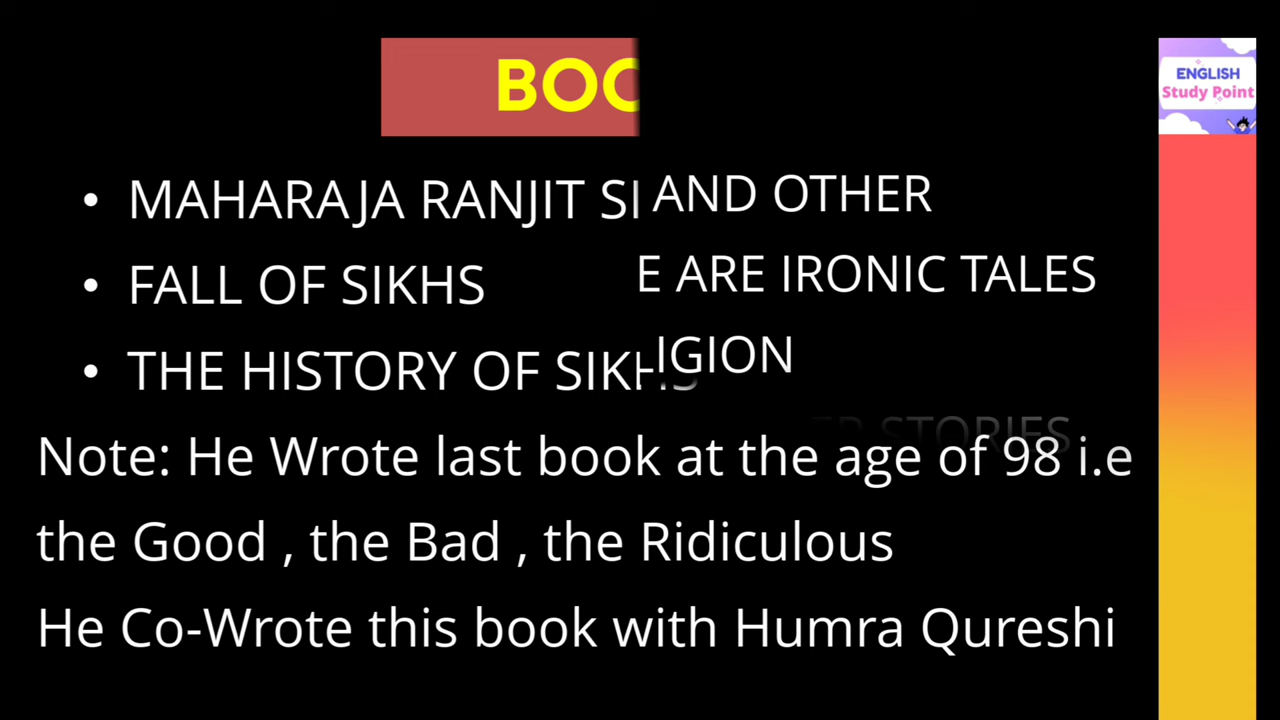 BOO
ENGLISH
Study Point
• MAHARAJA RANJIT SI
AND OTHER
• FALL OF SIKHS
E ARE IRONIC TALES
• THE HISTORY OF SIKHS
IGION
STORIES
Note: He Wrote last book at the age of 98 i.e
the Good , the Bad , the Ridiculous
He Co-Wrote this book with Humra Qureshi